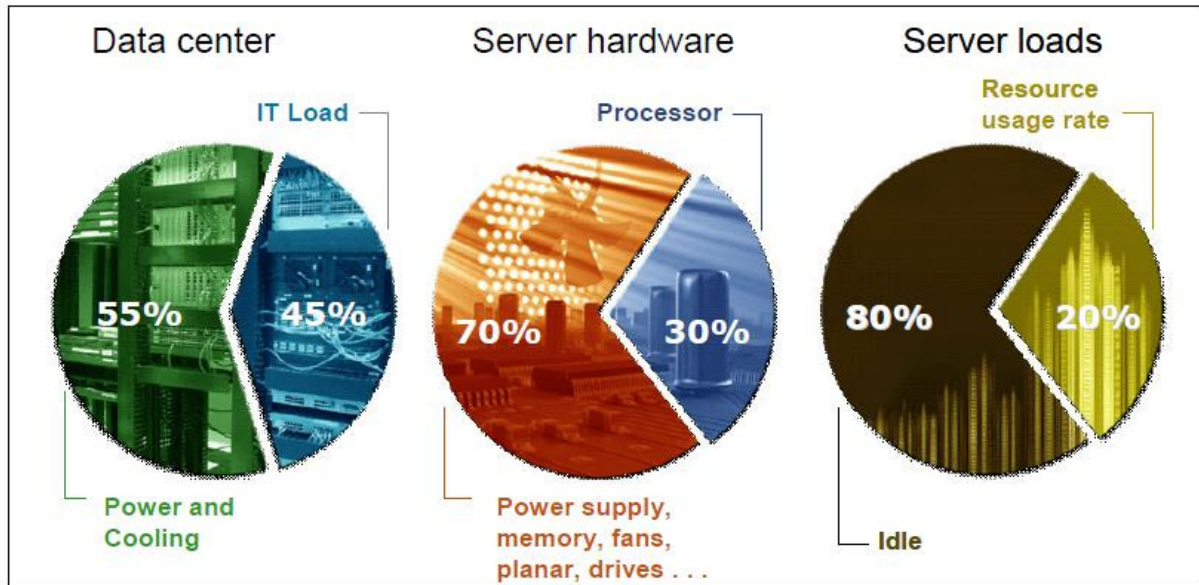 Data center
Server hardware
Server loads
IT Load
Processor
Resource
usage rate
55%
45%
70%
30%
80%
20%
Power and
Cooling
Power supply,
memory, fans,
planar, drives . . .
Idle